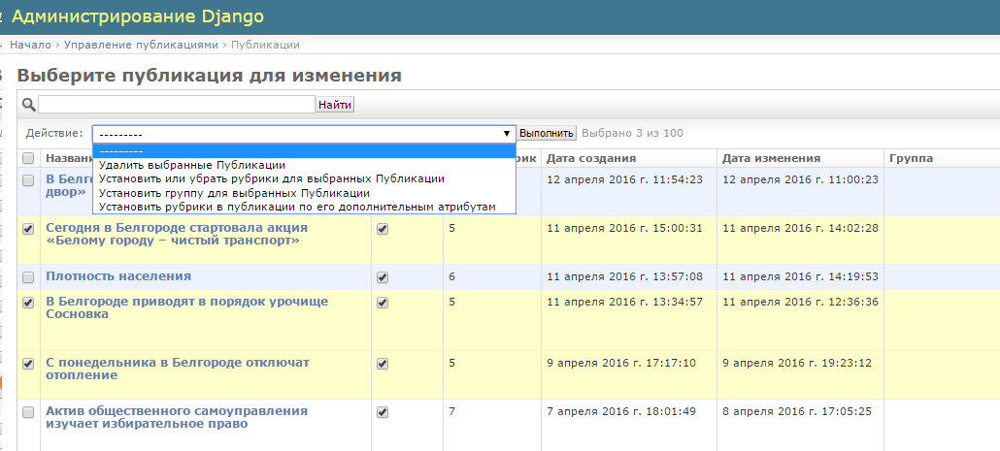 Администрирование Django
Начало › Управление публикациями › Публикации
Выберите публикация для изменения
Найти
Действие: --------- Выполнить Выбрано 3 из 100
---------
Удалить выбранные Публикации
Установить или убрать рубрики для выбранных Публикации
Установить группу для выбранных Публикации
Установить рубрики в публикации по его дополнительным атрибутам
Дата создания Дата изменения Группа
В 12 апреля 2016 г. 11:54:23 12 апреля 2016 г. 11:00:23
двор»
Сегодня в Белгороде стартовала акция 5 11 апреля 2016 г. 15:00:31 11 апреля 2016 г. 14:02:28
«Белому городу – чистый транспорт»
Плотность населения 6 11 апреля 2016 г. 13:57:08 11 апреля 2016 г. 14:19:53
В Белгороде приводят в порядок урочище 5 11 апреля 2016 г. 13:34:57 11 апреля 2016 г. 12:36:36
Сосновка
С понедельника в Белгороде отключат 5 9 апреля 2016 г. 17:17:10 9 апреля 2016 г. 19:23:12
отопление
Актив общественного самоуправления 7 7 апреля 2016 г. 18:01:49 8 апреля 2016 г. 17:05:25
изучает избирательное право